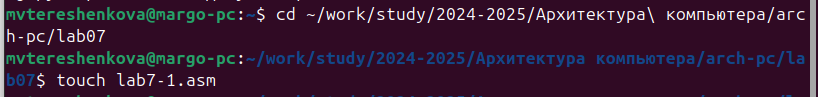 mvtereshenkova@margo-pc:~$ cd ~/work/study/2024-2025/Архитектура\ компьютера/arc
h-pc/lab07
mvtereshenkova@margo-pc:~/work/study/2024-2025/Архитектура компьютера/arch-pc/la
b07$ touch lab7-1.asm